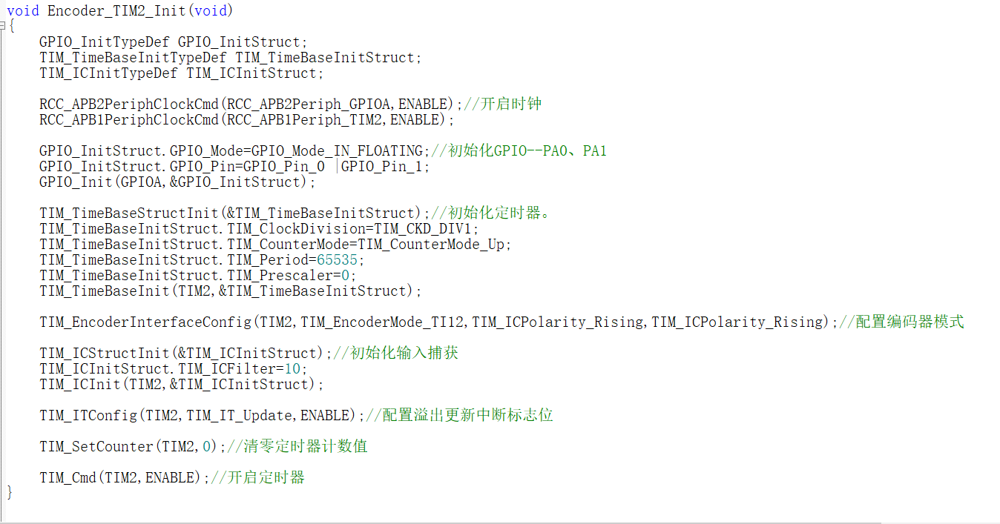 void Encoder_TIM2_Init(void)
{
GPIO_InitTypeDef GPIO_InitStruct;
TIM_TimeBaseInitTypeDef TIM_TimeBaseInitStruct;
TIM_ICInitTypeDef TIM_ICInitStruct;
RCC_APB2PeriphClockCmd(RCC_APB2Periph_GPIOA,ENABLE);//开启时钟
RCC_APB1PeriphClockCmd(RCC_APB1Periph_TIM2,ENABLE);
GPIO_InitStruct.GPIO_Mode=GPIO_Mode_IN_FLOATING;//初始化GPIO--PA0、PA1
GPIO_InitStruct.GPIO_Pin=GPIO_Pin_0 |GPIO_Pin_1;
GPIO_Init(GPIOA,&GPIO_InitStruct);
TIM_TimeBaseStructInit(&TIM_TimeBaseInitStruct);//初始化定时器。
TIM_TimeBaseInitStruct.TIM_ClockDivision=TIM_CKD_DIV1;
TIM_TimeBaseInitStruct.TIM_CounterMode=TIM_CounterMode_Up;
TIM_TimeBaseInitStruct.TIM_Period=65535;
TIM_TimeBaseInitStruct.TIM_Prescaler=0;
TIM_TimeBaseInit(TIM2,&TIM_TimeBaseInitStruct);
TIM_EncoderInterfaceConfig(TIM2,TIM_EncoderMode_TI12,TIM_ICPolarity_Rising,TIM_ICPolarity_Rising);//配置编码器模式
TIM_ICStructInit(&TIM_ICInitStruct);//初始化输入捕获
TIM_ICInitStruct.TIM_ICFilter=10;
TIM_ICInit(TIM2,&TIM_ICInitStruct);
TIM_ITConfig(TIM2,TIM_IT_Update,ENABLE);//配置溢出更新中断标志位
TIM_SetCounter(TIM2,0);//清零定时器计数值
TIM_Cmd(TIM2,ENABLE);//开启定时器
}